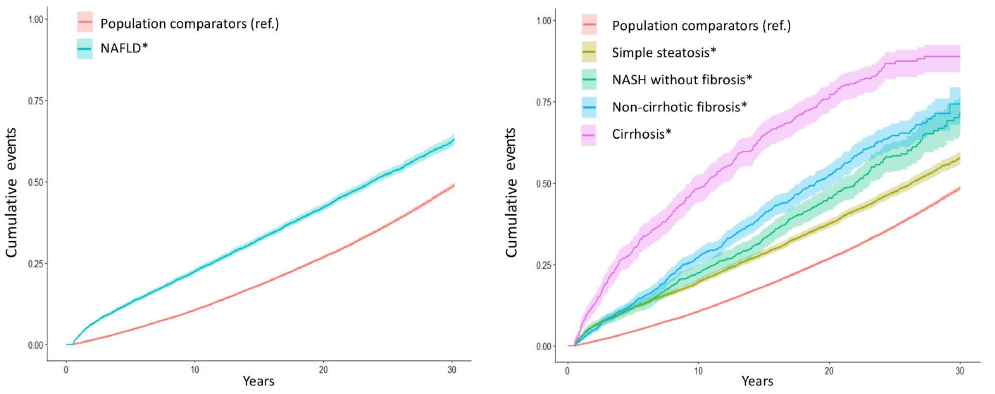 Population comparators (ref.)
NAFLD*
1.00
0.75
0.50
0.25
0.00
0
10
20
30
Years
Cumulative events
Population comparators (ref.)
Simple steatosis*
NASH without fibrosis*
Non-cirrhotic fibrosis*
Cirrhosis*
1.00
0.75
0.50
0.25
0.00
0
10
20
30
Years
Cumulative events